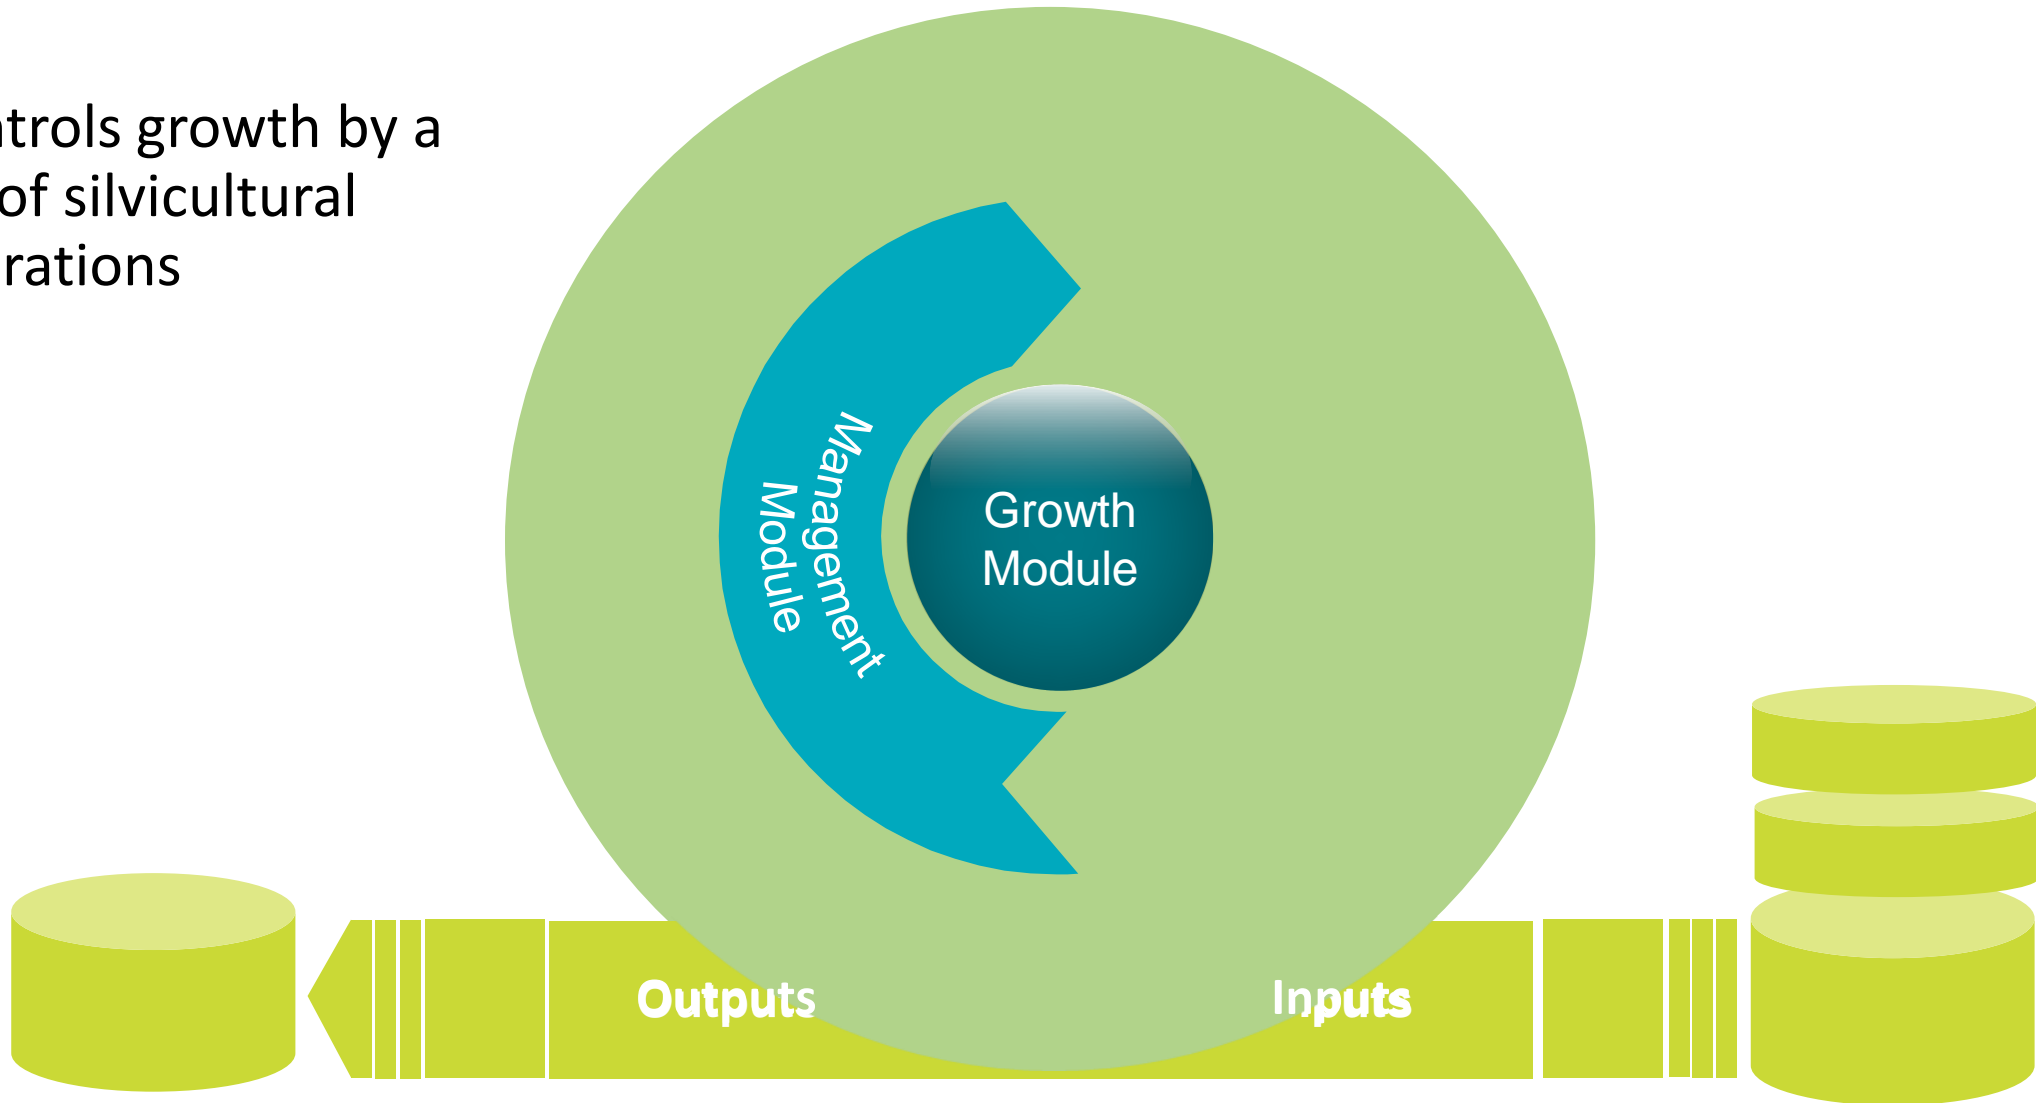 ntrols growth by a
of silvicultural
rations
Management
Module
Growth
Module
Outputs
Inputs